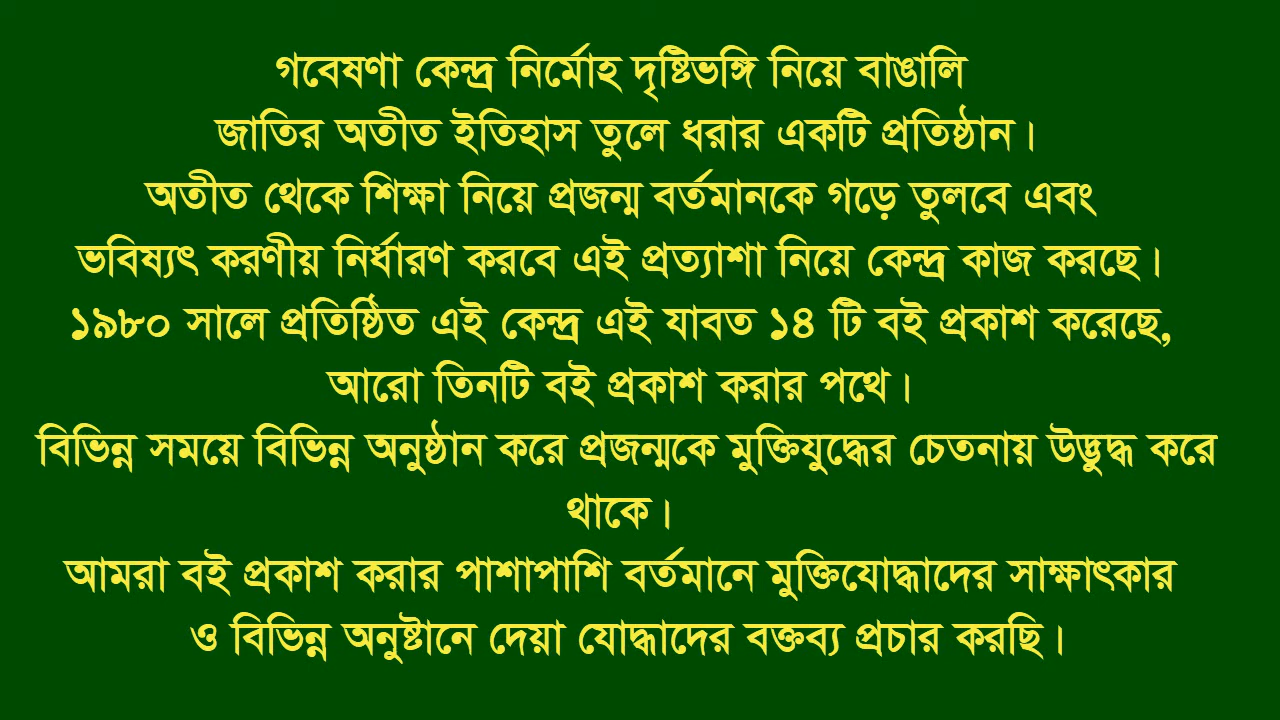 গবেষণা কেন্দ্র নির্মোহ দৃষ্টিভঙ্গি নিয়ে বাঙালি
জাতির অতীত ইতিহাস তুলে ধরার একটি প্রতিষ্ঠান।
অতীত থেকে শিক্ষা নিয়ে প্রজন্ম বর্তমানকে গড়ে তুলবে এবং
ভবিষ্যৎ করণীয় নির্ধারণ করবে এই প্রত্যাশা নিয়ে কেন্দ্র কাজ করছে।
১৯৮০ সালে প্রতিষ্ঠিত এই কেন্দ্র এই যাবত ১৪ টি বই প্রকাশ করেছে,
আরো তিনটি বই প্রকাশ করার পথে।
বিভিন্ন সময়ে বিভিন্ন অনুষ্ঠান করে প্রজন্মকে মুক্তিযুদ্ধের চেতনায় উদ্ভুদ্ধ করে
থাকে।
আমরা বই প্রকাশ করার পাশাপাশি বর্তমানে মুক্তিযোদ্ধাদের সাক্ষাৎকার
ও বিভিন্ন অনুষ্টানে দেয়া যোদ্ধাদের বক্তব্য প্রচার করছি।